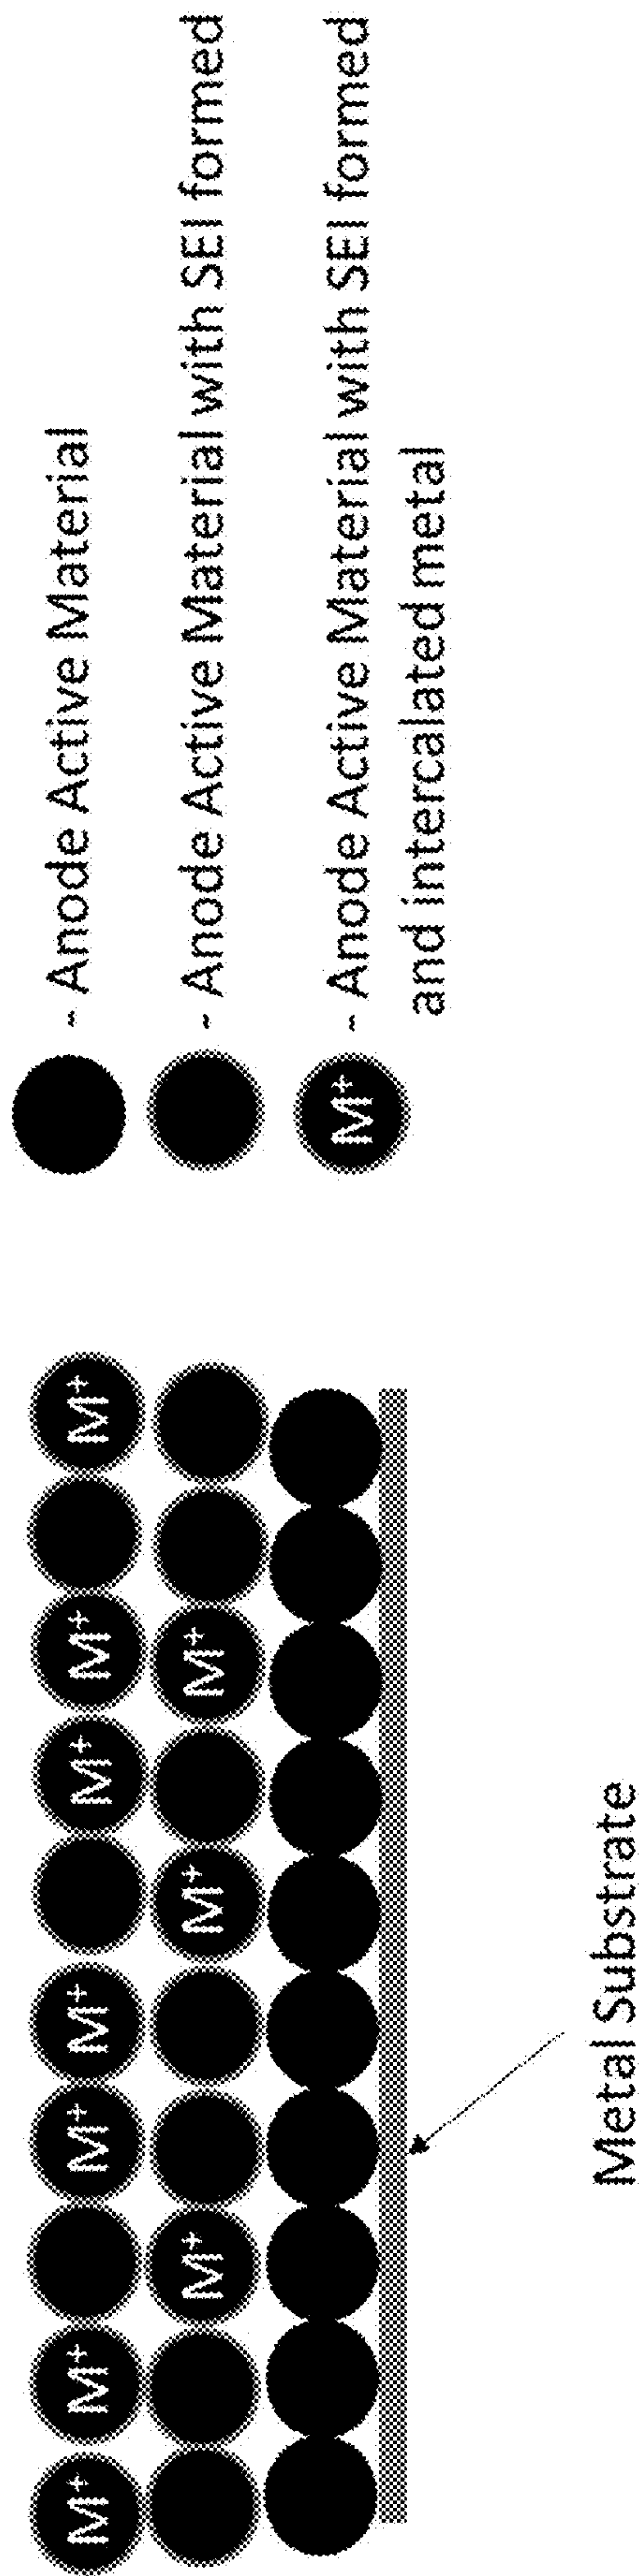 M⁺ M⁺ M⁺ M⁺ M⁺ M⁺ M⁺
M⁺ M⁺ M⁺
Metal Substrate
- Anode Active Material
- Anode Active Material with SEI formed
M⁺ - Anode Active Material with SEI formed
and intercalated metal